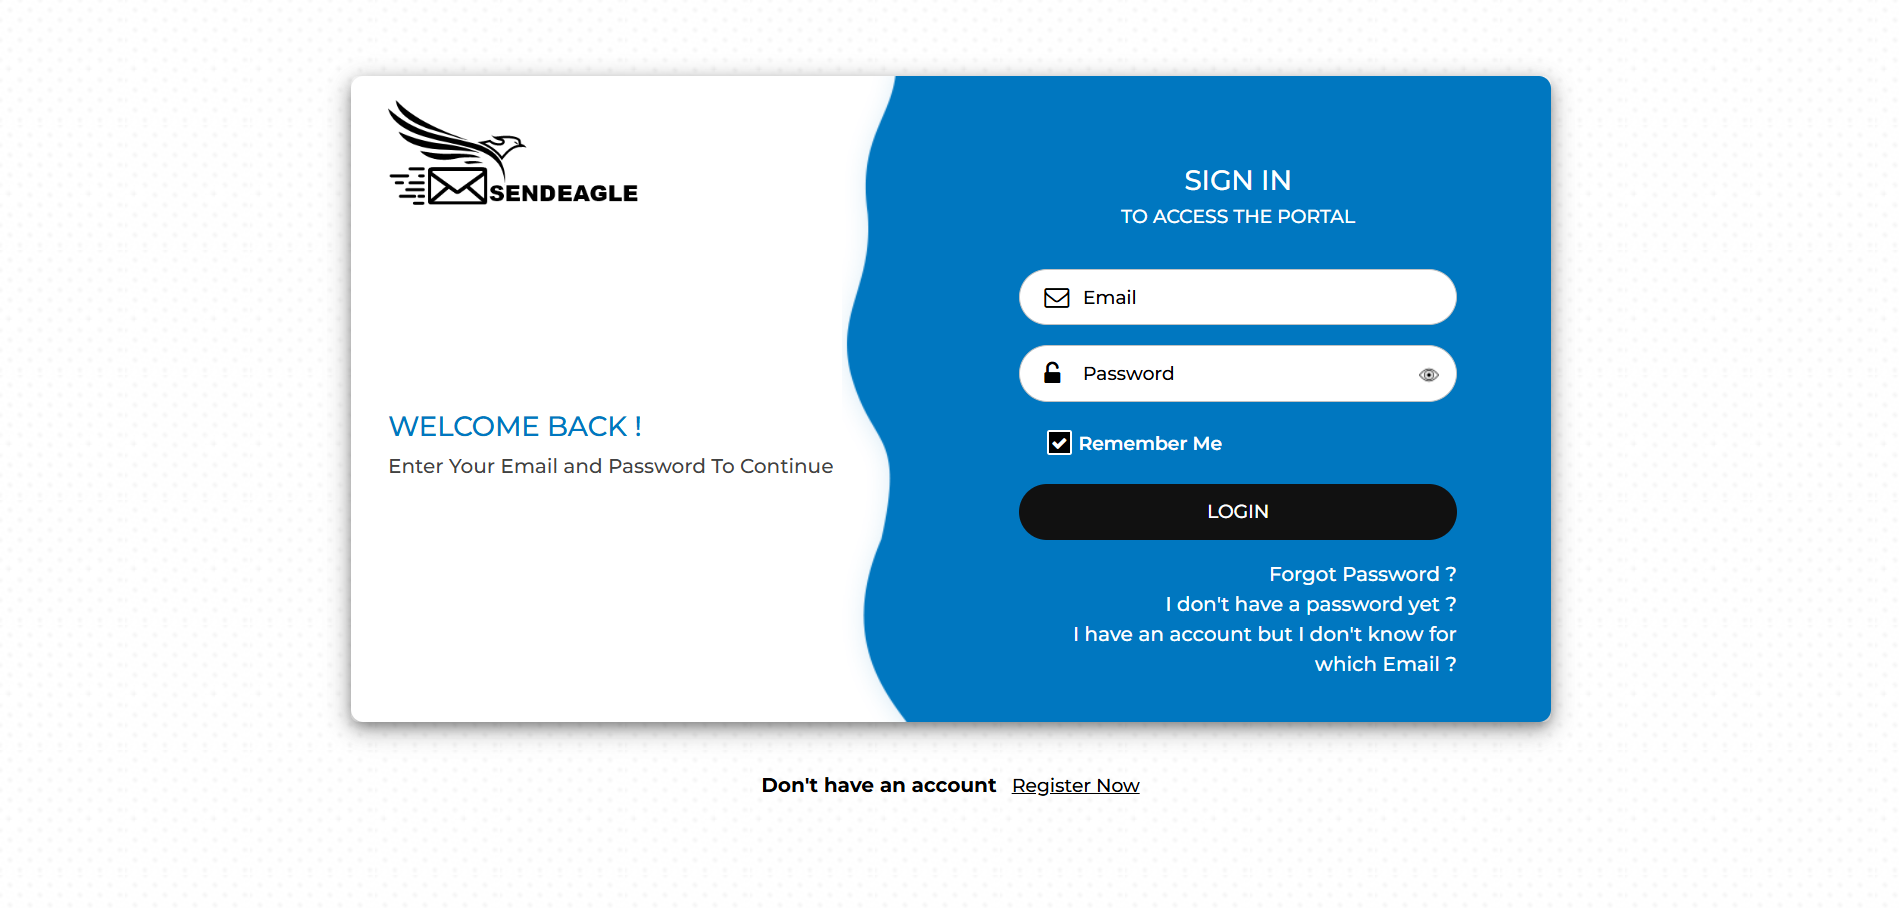 SENDEAGLE
WELCOME BACK !
Enter Your Email and Password To Continue
SIGN IN
TO ACCESS THE PORTAL
Email
Password
Remember Me
LOGIN
Forgot Password ?
I don't have a password yet ?
I have an account but I don't know for
which Email ?
Don't have an account Register Now